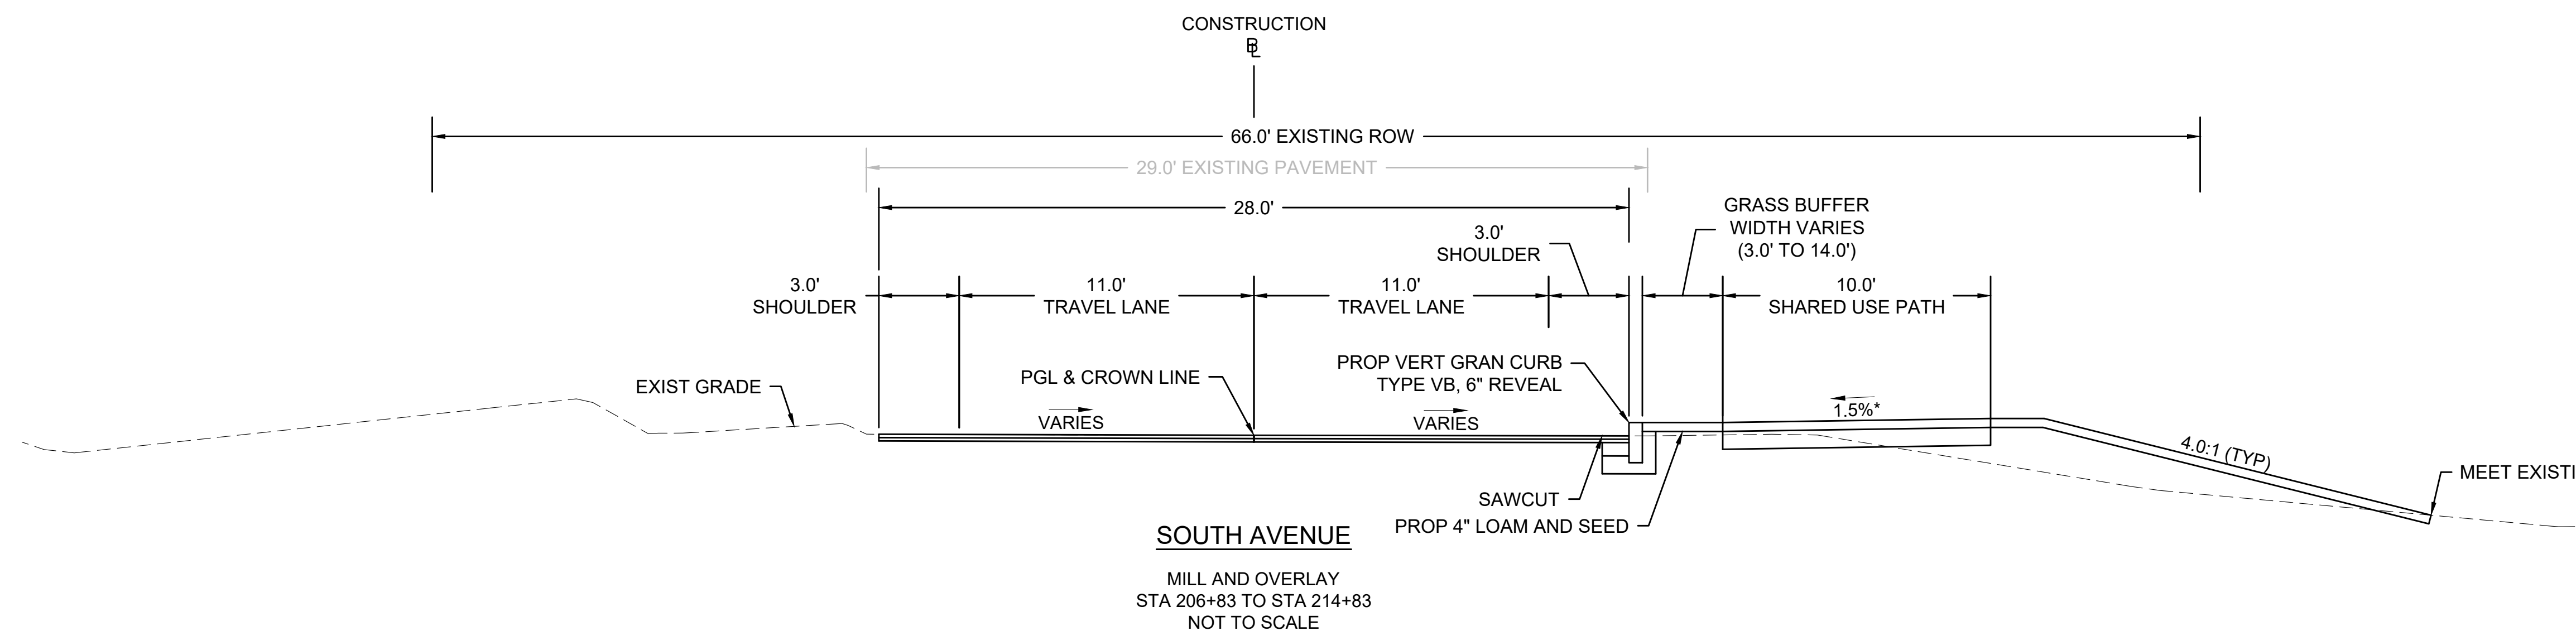 CONSTRUCTION
BL
66.0' EXISTING ROW
29.0' EXISTING PAVEMENT
28.0'
GRASS BUFFER
WIDTH VARIES
(3.0' TO 14.0')
3.0'
SHOULDER
3.0'
SHOULDER
11.0'
TRAVEL LANE
11.0'
TRAVEL LANE
10.0'
SHARED USE PATH
PROP VERT GRAN CURB
TYPE VB, 6" REVEAL
PGL & CROWN LINE
EXIST GRADE
VARIES
VARIES
1.5%*
4.0:1 (TYP)
MEET EXISTI
SAWCUT
PROP 4" LOAM AND SEED
SOUTH AVENUE
MILL AND OVERLAY
STA 206+83 TO STA 214+83
NOT TO SCALE